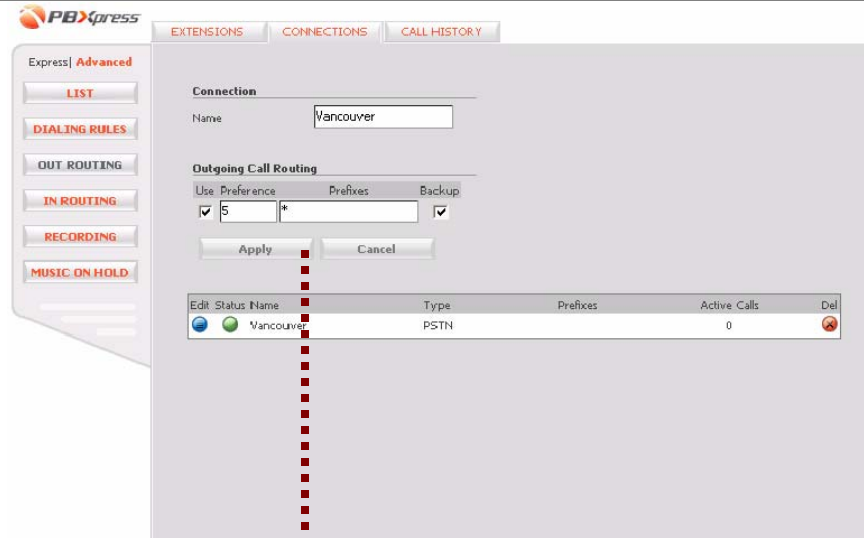 PBXpress
EXTENSIONS CONNECTIONS CALL HISTORY
Express| Advanced
LIST
DIALING RULES
OUT ROUTING
IN ROUTING
RECORDING
MUSIC ON HOLD
Connection
Name Vancouver
Outgoing Call Routing
Use Preference Prefixes Backup
5 *
Apply Cancel
Edit Status Name Type Prefixes Active Calls Del
Vancouver PSTN 0